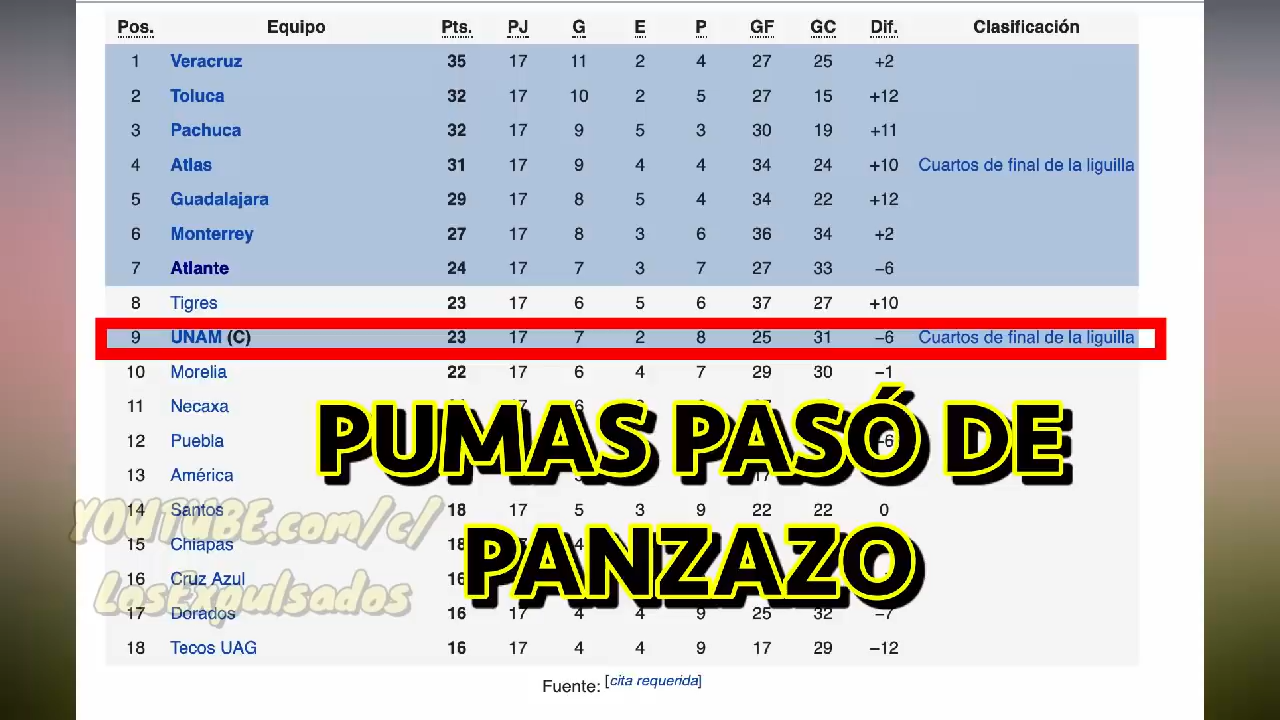 Pos. Equipo Pts. PJ G E P GF GC Dif. Clasificación
1 Veracruz 35 17 11 2 4 27 25 +2
2 Toluca 32 17 10 2 5 27 15 +12
3 Pachuca 32 17 9 5 3 30 19 +11
4 Atlas 31 17 9 4 4 34 24 +10 Cuartos de final de la liguilla
5 Guadalajara 29 17 8 5 4 34 22 +12
6 Monterrey 27 17 8 3 6 36 34 +2
7 Atlante 24 17 7 3 7 27 33 −6
8 Tigres 23 17 6 5 6 37 27 +10
9 UNAM (C) 23 17 7 2 8 25 31 −6 Cuartos de final de la liguilla
10 Morelia 22 17 6 4 7 29 30 −1
11 Necaxa
12 Puebla
PUMAS PASÓ DE
13 América
14 Santos 18 17 5 3 9 22 22 0
YOUTUBE.com/c/
15 Chiapas
PANZAZO
16 Cruz Azul
LosExpulsados
17 Dorados 16 17 4 4 9 25 32 −7
18 Tecos UAG 16 17 4 4 9 17 29 −12
Fuente: [cita requerida]